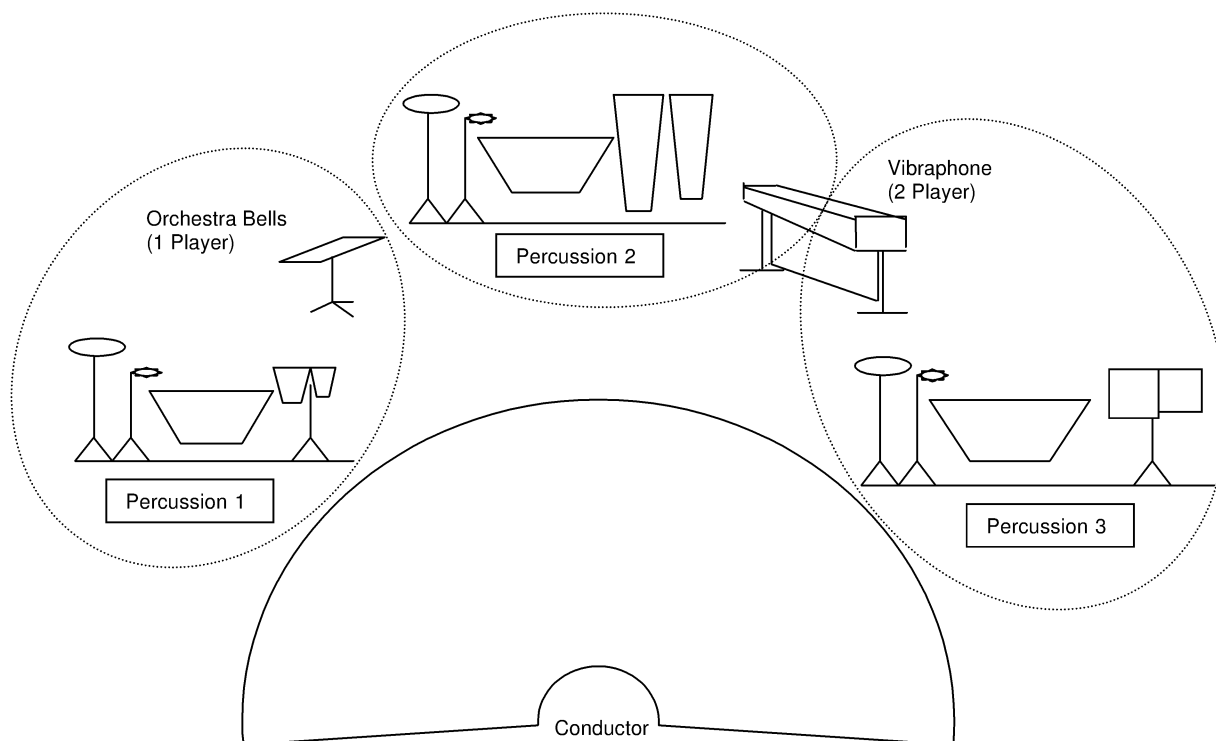 Vibraphone
(2 Player)
Orchestra Bells
(1 Player)
Percussion 2
Percussion 1
Percussion 3
Conductor